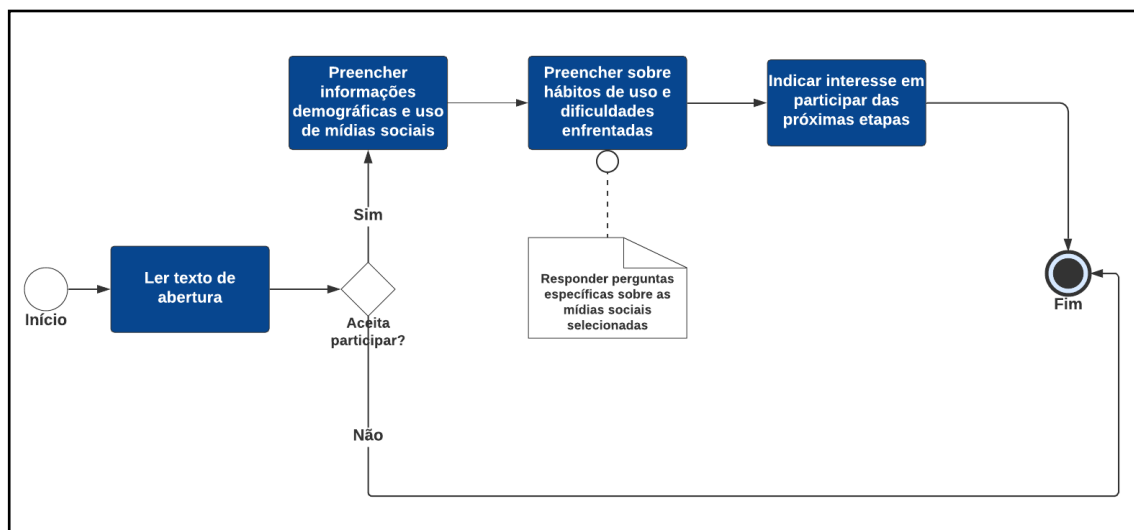 Preencher
informações
demográficas e uso
de mídias sociais
Preencher sobre
hábitos de uso e
dificuldades
enfrentadas
Indicar interesse em
participar das
próximas etapas
Sim
Ler texto de
abertura
Início
Aceita
participar?
Responder perguntas
específicas sobre as
mídias sociais
selecionadas
Fim
Não